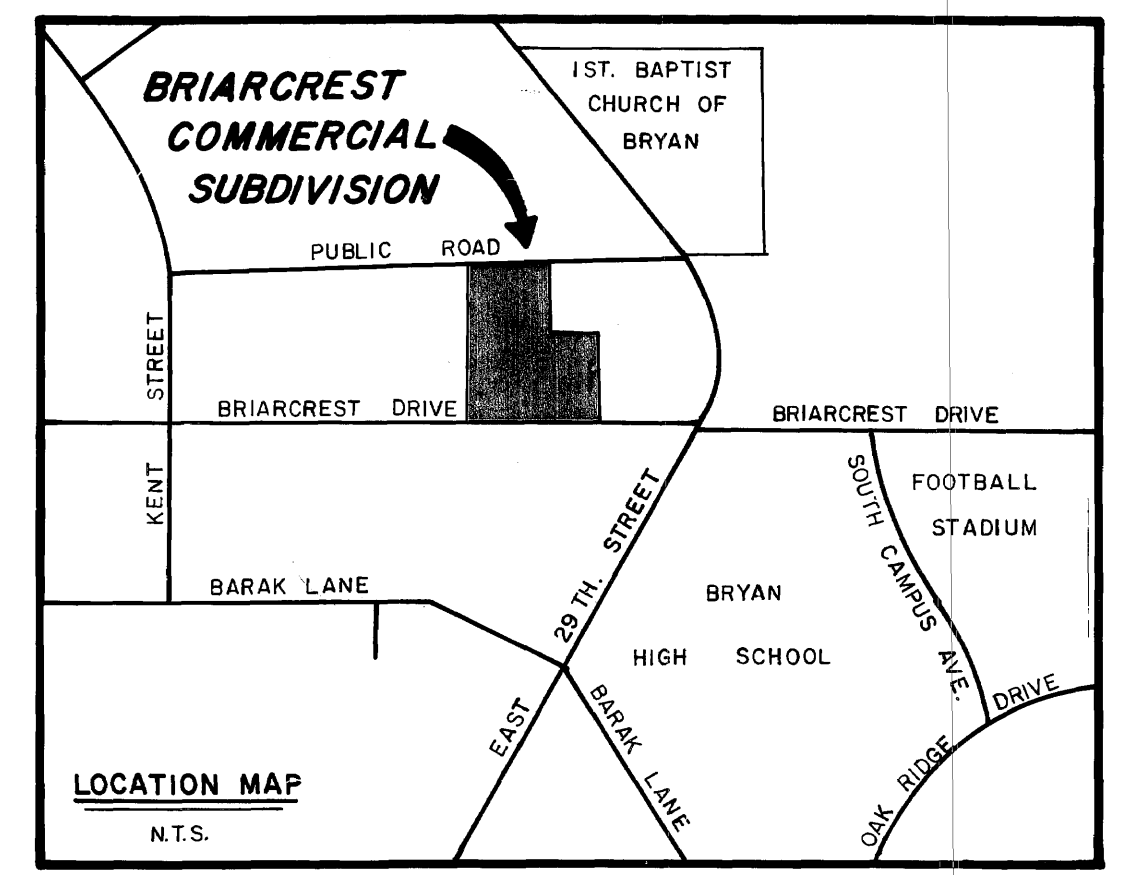 BRIARCREST
COMMERCIAL
SUBDIVISION
1ST. BAPTIST
CHURCH OF
BRYAN
PUBLIC ROAD
KENT STREET
BRIARCREST DRIVE
BRIARCREST DRIVE
SOUTH CAMPUS AVE.
FOOTBALL
STADIUM
EAST 29TH. STREET
BARAK LANE
BRYAN
HIGH SCHOOL
BARAK LANE
OAK RIDGE DRIVE
LOCATION MAP
N.T.S.